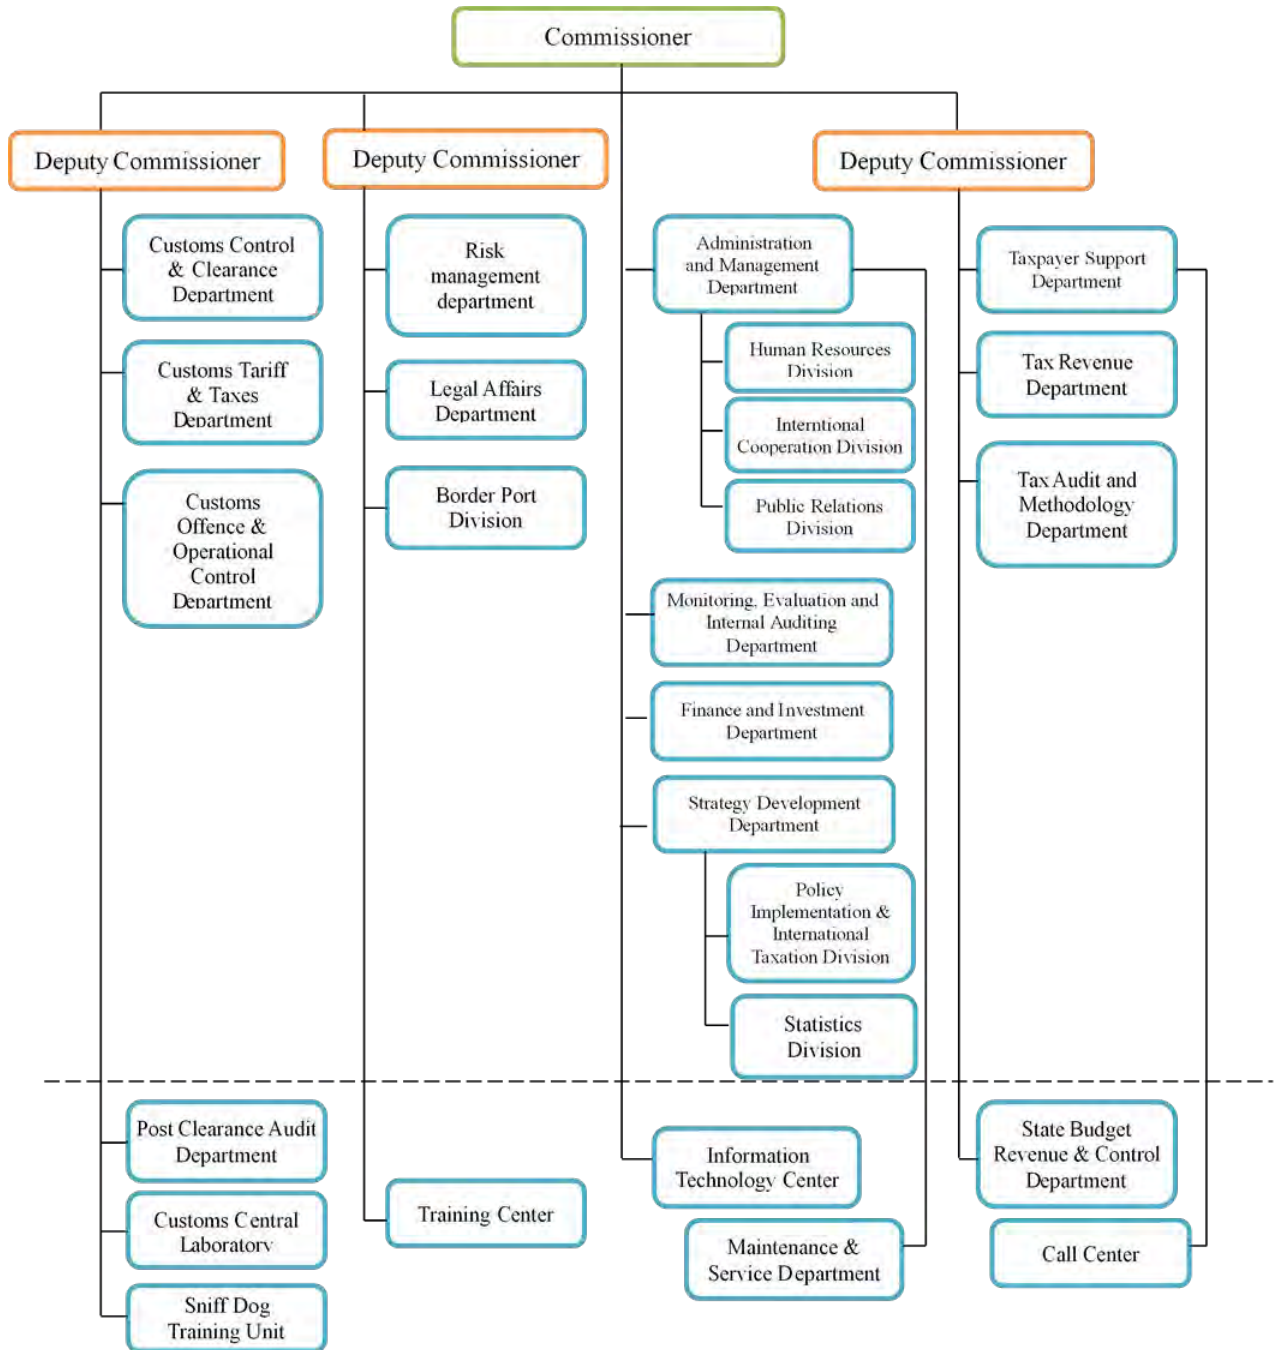 Commissioner
Deputy Commissioner
Customs Control
& Clearance
Department
Customs Tariff
& Taxes
Department
Customs
Offence &
Operational
Control
Department
Post Clearance Audit
Department
Customs Central
Laboratory
Sniff Dog
Training Unit
Deputy Commissioner
Risk
management
department
Legal Affairs
Department
Border Port
Division
Training Center
Administration
and Management
Department
Human Resources
Division
Interntional
Cooperation Division
Public Relations
Division
Monitoring, Evaluation and
Internal Auditing
Department
Finance and Investment
Department
Strategy Development
Department
Policy
Implementation &
International
Taxation Division
Statistics
Division
Information
Technology Center
Maintenance &
Service Department
Deputy Commissioner
Taxpayer Support
Department
Tax Revenue
Department
Tax Audit and
Methodology
Department
State Budget
Revenue & Control
Department
Call Center